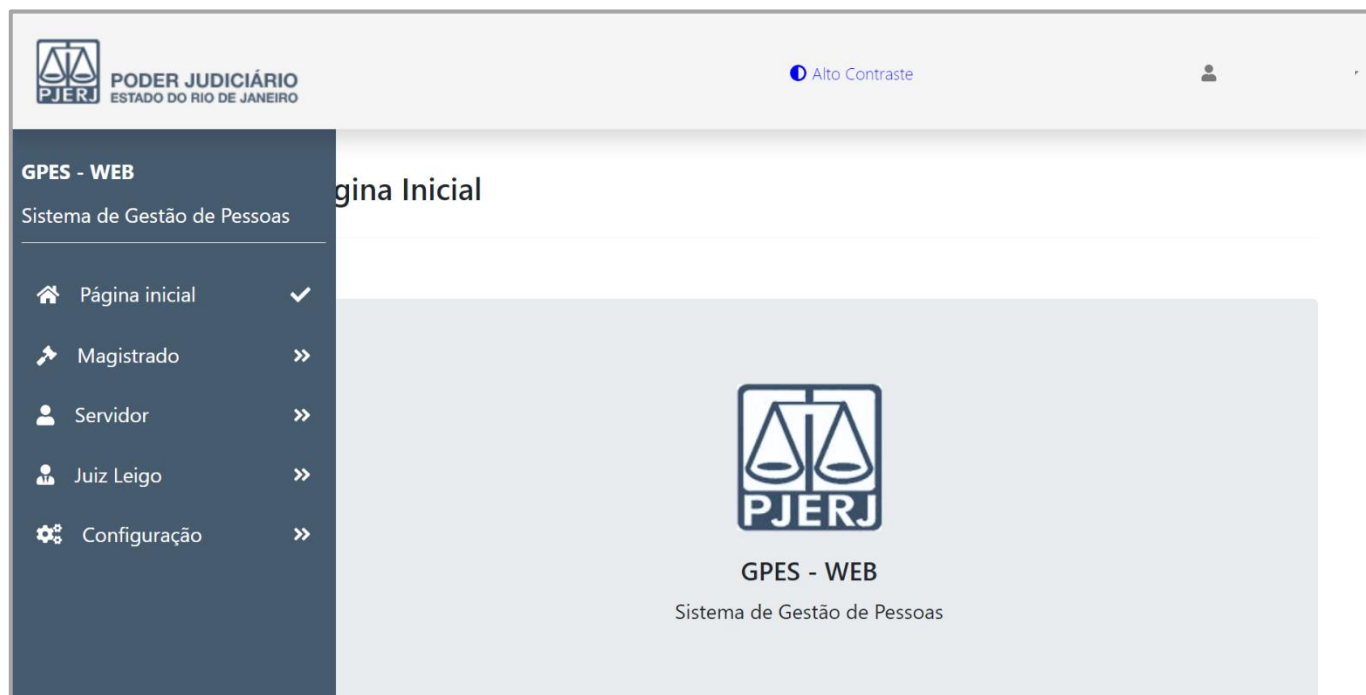 PJERJ
PODER JUDICIÁRIO
ESTADO DO RIO DE JANEIRO
Alto Contraste
GPES - WEB
Sistema de Gestão de Pessoas
gina Inicial
Página inicial
Magistrado
Servidor
Juiz Leigo
Configuração
PJERJ
GPES - WEB
Sistema de Gestão de Pessoas